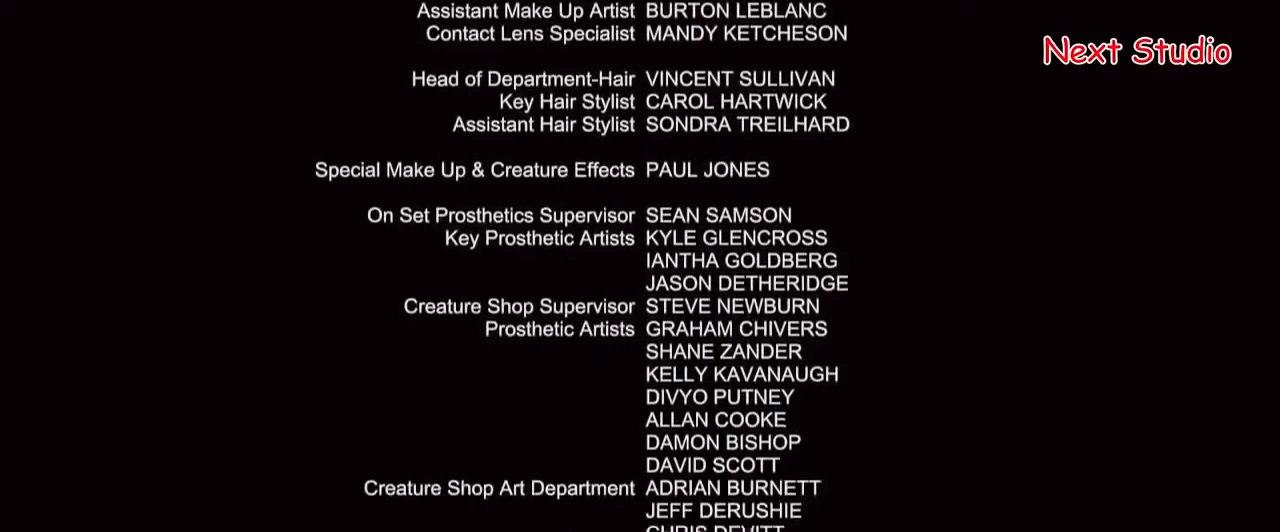 Assistant Make Up Artist BURTON LEBLANC
Contact Lens Specialist MANDY KETCHESON
Next Studio
Head of Department-Hair VINCENT SULLIVAN
Key Hair Stylist CAROL HARTWICK
Assistant Hair Stylist SONDRA TREILHARD
Special Make Up & Creature Effects PAUL JONES
On Set Prosthetics Supervisor SEAN SAMSON
Key Prosthetic Artists KYLE GLENCROSS
IANTHA GOLDBERG
JASON DETHERIDGE
Creature Shop Supervisor STEVE NEWBURN
Prosthetic Artists GRAHAM CHIVERS
SHANE ZANDER
KELLY KAVANAUGH
DIVYO PUTNEY
ALLAN COOKE
DAMON BISHOP
DAVID SCOTT
Creature Shop Art Department ADRIAN BURNETT
JEFF DERUSHIE
CHRIS DEVITT